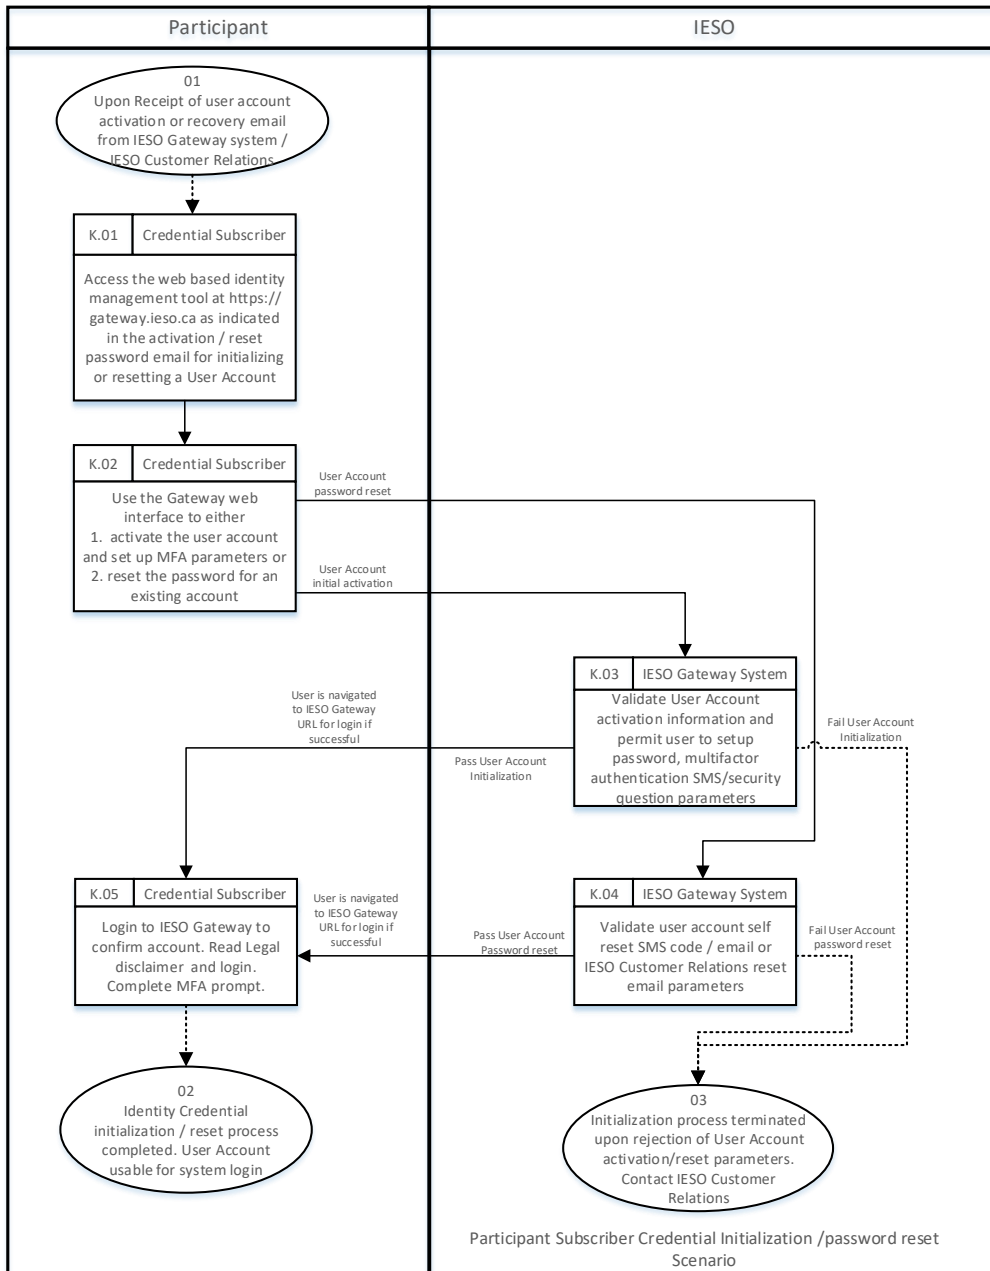 Participant
IESO
01
Upon Receipt of user account
activation or recovery email
from IESO Gateway system /
IESO Customer Relations
K.01
Credential Subscriber
Access the web based identity
management tool at https://
gateway.ieso.ca as indicated
in the activation / reset
password email for initializing
or resetting a User Account
K.02
Credential Subscriber
Use the Gateway web
interface to either
1. activate the user account
and set up MFA parameters or
2. reset the password for an
existing account
User Account
password reset
User Account
initial activation
K.03
IESO Gateway System
Validate User Account
activation information and
permit user to setup
password, multifactor
authentication SMS/security
question parameters
User is navigated
to IESO Gateway
URL for login if
successful
Pass User Account
Initialization
Fail User Account
Initialization
K.05
Credential Subscriber
Login to IESO Gateway to
confirm account. Read Legal
disclaimer and login.
Complete MFA prompt.
User is navigated
to IESO Gateway
URL for login if
successful
Pass User Account
Password reset
K.04
IESO Gateway System
Validate user account self
reset SMS code / email or
IESO Customer Relations reset
email parameters
Fail User Account
password reset
02
Identity Credential
initialization / reset process
completed. User Account
usable for system login
03
Initialization process terminated
upon rejection of User Account
activation/reset parameters.
Contact IESO Customer
Relations
Participant Subscriber Credential Initialization /password reset
Scenario